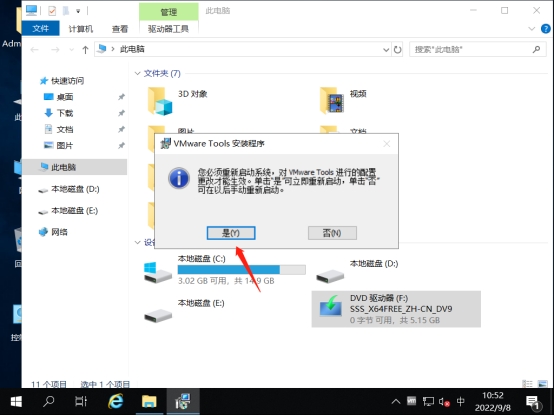 管理
此电脑
文件
计算机
查看
驱动器工具
此电脑
搜索"此电脑"
Adm
快速访问
桌面
下载
文档
图片
此电脑
本地磁盘 (D:)
本地磁盘 (E:)
网络
文件夹 (7)
3D 对象
视频
图片
文档
VMware Tools 安装程序
您必须重新启动系统，对 VMware Tools 进行的配置
更改才能生效。单击"是"可立即重新启动，单击"否"
可在以后手动重新启动。
是(Y)
否(N)
本地磁盘 (C:)
3.02 GB 可用，共 14.9 GB
本地磁盘 (D:)
本地磁盘 (E:)
DVD 驱动器 (F:)
SSS_X64FREE_ZH-CN_DV9
0 字节 可用，共 5.15 GB
此
回
控
11 个项目
选中 1 个项目
中
10:52
2022/9/8
1